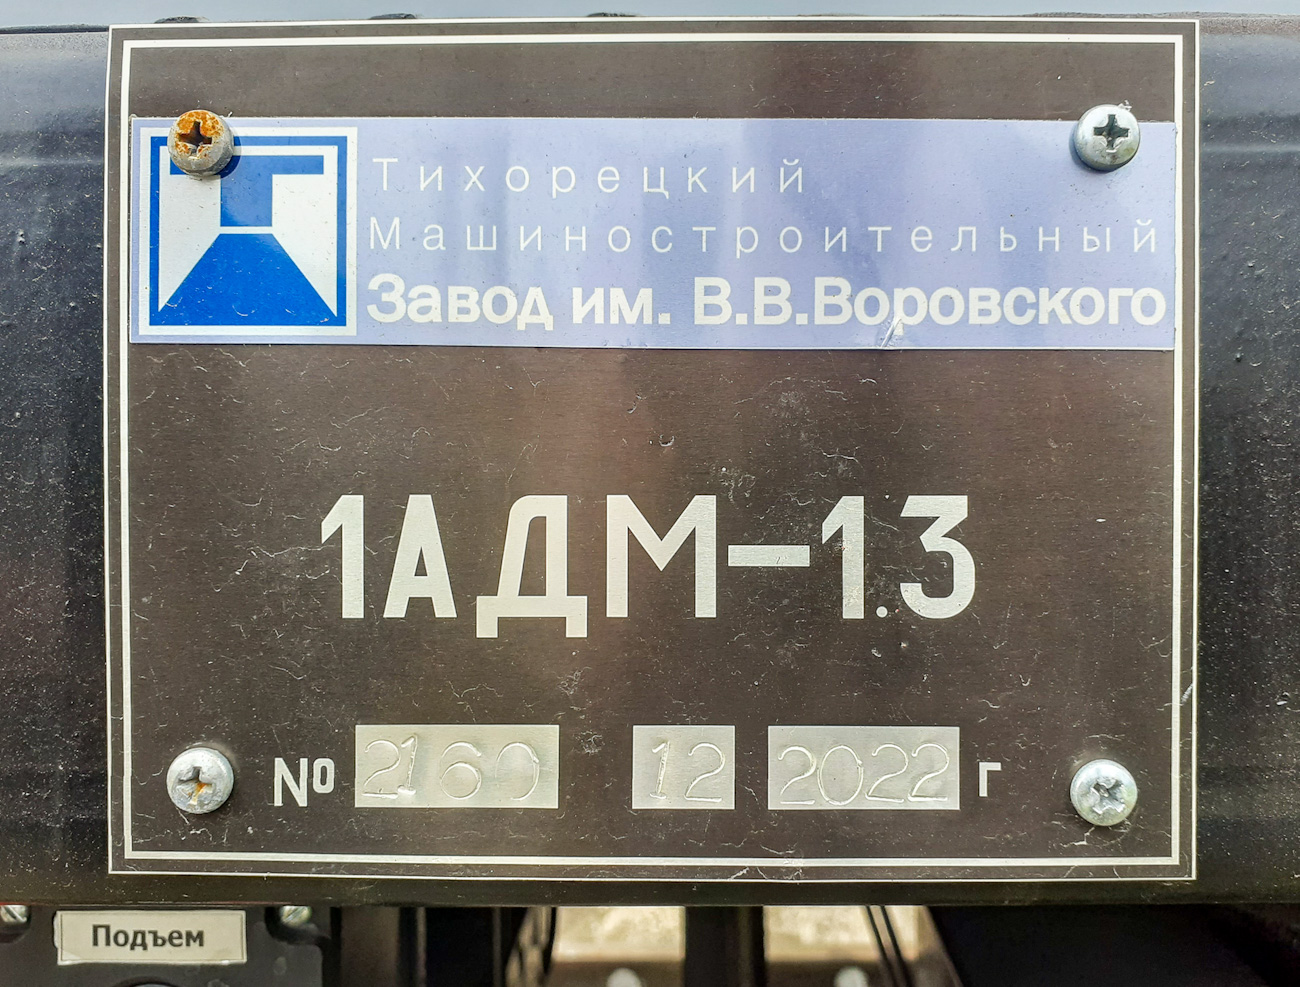 Тихорецкий
Машиностроительный
Завод им. В.В.Воровского
1АДМ-1.3
№ 2160 12 2022 г
Подъем